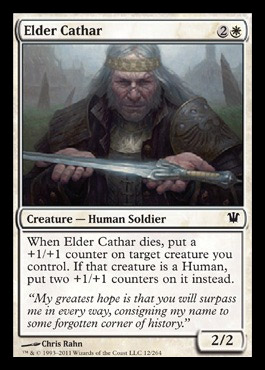 Elder Cathar 2
Creature — Human Soldier
When Elder Cathar dies, put a
+1/+1 counter on target creature you
control. If that creature is a Human,
put two +1/+1 counters on it instead.
“My greatest hope is that you will surpass
me in every way, consigning my name to
some forgotten corner of history.”
2/2
Chris Rahn
™ & © 1993–2011 Wizards of the Coast LLC 12/264